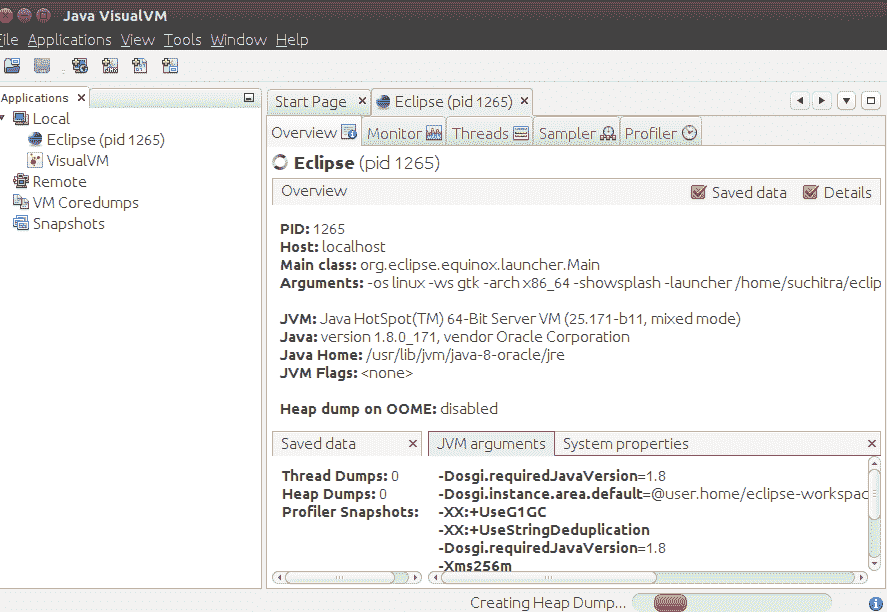 Java VisualVM
File Applications View Tools Window Help
Applications
Local
Eclipse (pid 1265)
VisualVM
Remote
VM Coredumps
Snapshots
Start Page
Eclipse (pid 1265)
Overview Monitor Threads Sampler Profiler
Eclipse (pid 1265)
Overview
Saved data Details
PID: 1265
Host: localhost
Main class: org.eclipse.equinox.launcher.Main
Arguments: -os linux -ws gtk -arch x86_64 -showsplash -launcher /home/suchitra/eclip
JVM: Java HotSpot(TM) 64-Bit Server VM (25.171-b11, mixed mode)
Java: version 1.8.0_171, vendor Oracle Corporation
Java Home: /usr/lib/jvm/java-8-oracle/jre
JVM Flags: <none>
Heap dump on OOME: disabled
Saved data
Thread Dumps: 0
Heap Dumps: 0
Profiler Snapshots:
JVM arguments System properties
-Dosgi.requiredJavaVersion=1.8
-Dosgi.instance.area.default=@user.home/eclipse-workspac
-XX:+UseG1GC
-XX:+UseStringDeduplication
-Dosgi.requiredJavaVersion=1.8
-Xms256m
Creating Heap Dump...